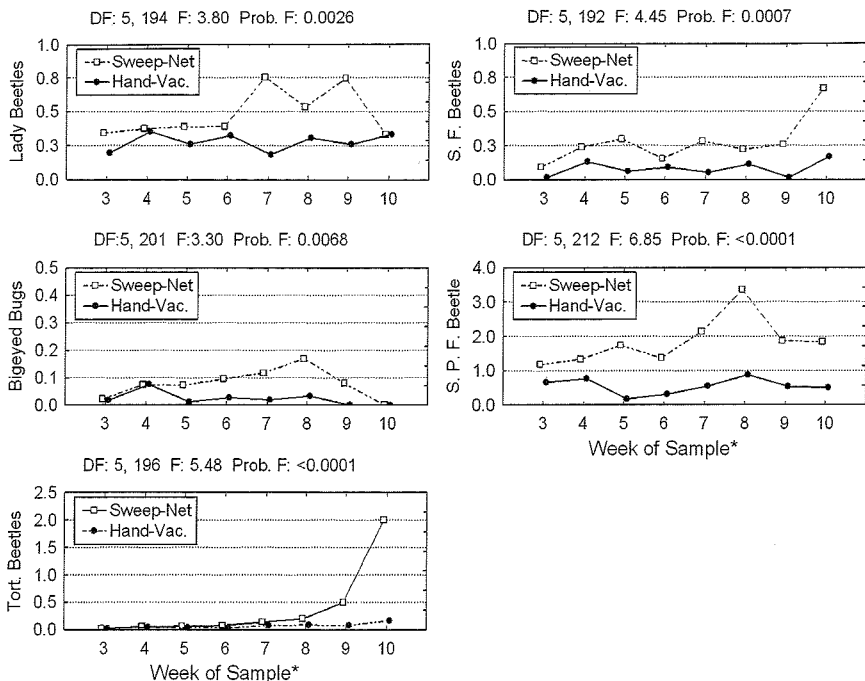 DF: 5, 194 F: 3.80 Prob. F: 0.0026
1.0
0.8
0.5
0.3
0.0
Lady Beetles
Sweep-Net
Hand-Vac.
3 4 5 6 7 8 9 10
DF: 5, 192 F: 4.45 Prob. F: 0.0007
1.0
0.8
0.5
0.3
0.0
S. F. Beetles
Sweep-Net
Hand-Vac.
3 4 5 6 7 8 9 10
DF:5, 201 F:3.30 Prob. F: 0.0068
0.5
0.4
0.3
0.2
0.1
0.0
Bigeyed Bugs
Sweep-Net
Hand-Vac.
3 4 5 6 7 8 9 10
DF: 5, 212 F: 6.85 Prob. F: <0.0001
4.0
3.0
2.0
1.0
0.0
S. P. F. Beetle
Sweep-Net
Hand-Vac.
3 4 5 6 7 8 9 10
Week of Sample*
DF: 5, 196 F: 5.48 Prob. F: <0.0001
2.5
2.0
1.5
1.0
0.5
0.0
Tort. Beetles
Sweep-Net
Hand-Vac.
3 4 5 6 7 8 9 10
Week of Sample*